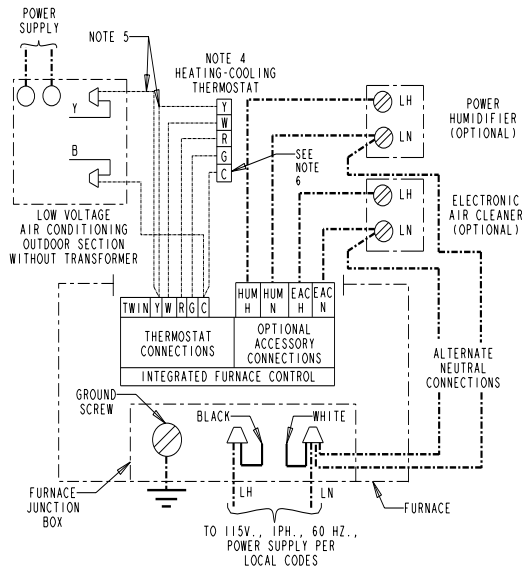 POWER
SUPPLY
NOTE 5
NOTE 4
HEATING-COOLING
THERMOSTAT
Y
W
R
G
C
SEE
NOTE
6
Y
B
LOW VOLTAGE
AIR CONDITIONING
OUTDOOR SECTION
WITHOUT TRANSFORMER
LH
LN
POWER
HUMIDIFIER
(OPTIONAL)
LH
LN
ELECTRONIC
AIR CLEANER
(OPTIONAL)
TWIN Y W R G C
HUM H
HUM N
EAC H
EAC N
THERMOSTAT
CONNECTIONS
OPTIONAL
ACCESSORY
CONNECTIONS
INTEGRATED FURNACE CONTROL
ALTERNATE
NEUTRAL
CONNECTIONS
GROUND
SCREW
BLACK
WHITE
LH
LN
FURNACE
JUNCTION
BOX
FURNACE
TO 115V., 1PH., 60 HZ.,
POWER SUPPLY PER
LOCAL CODES